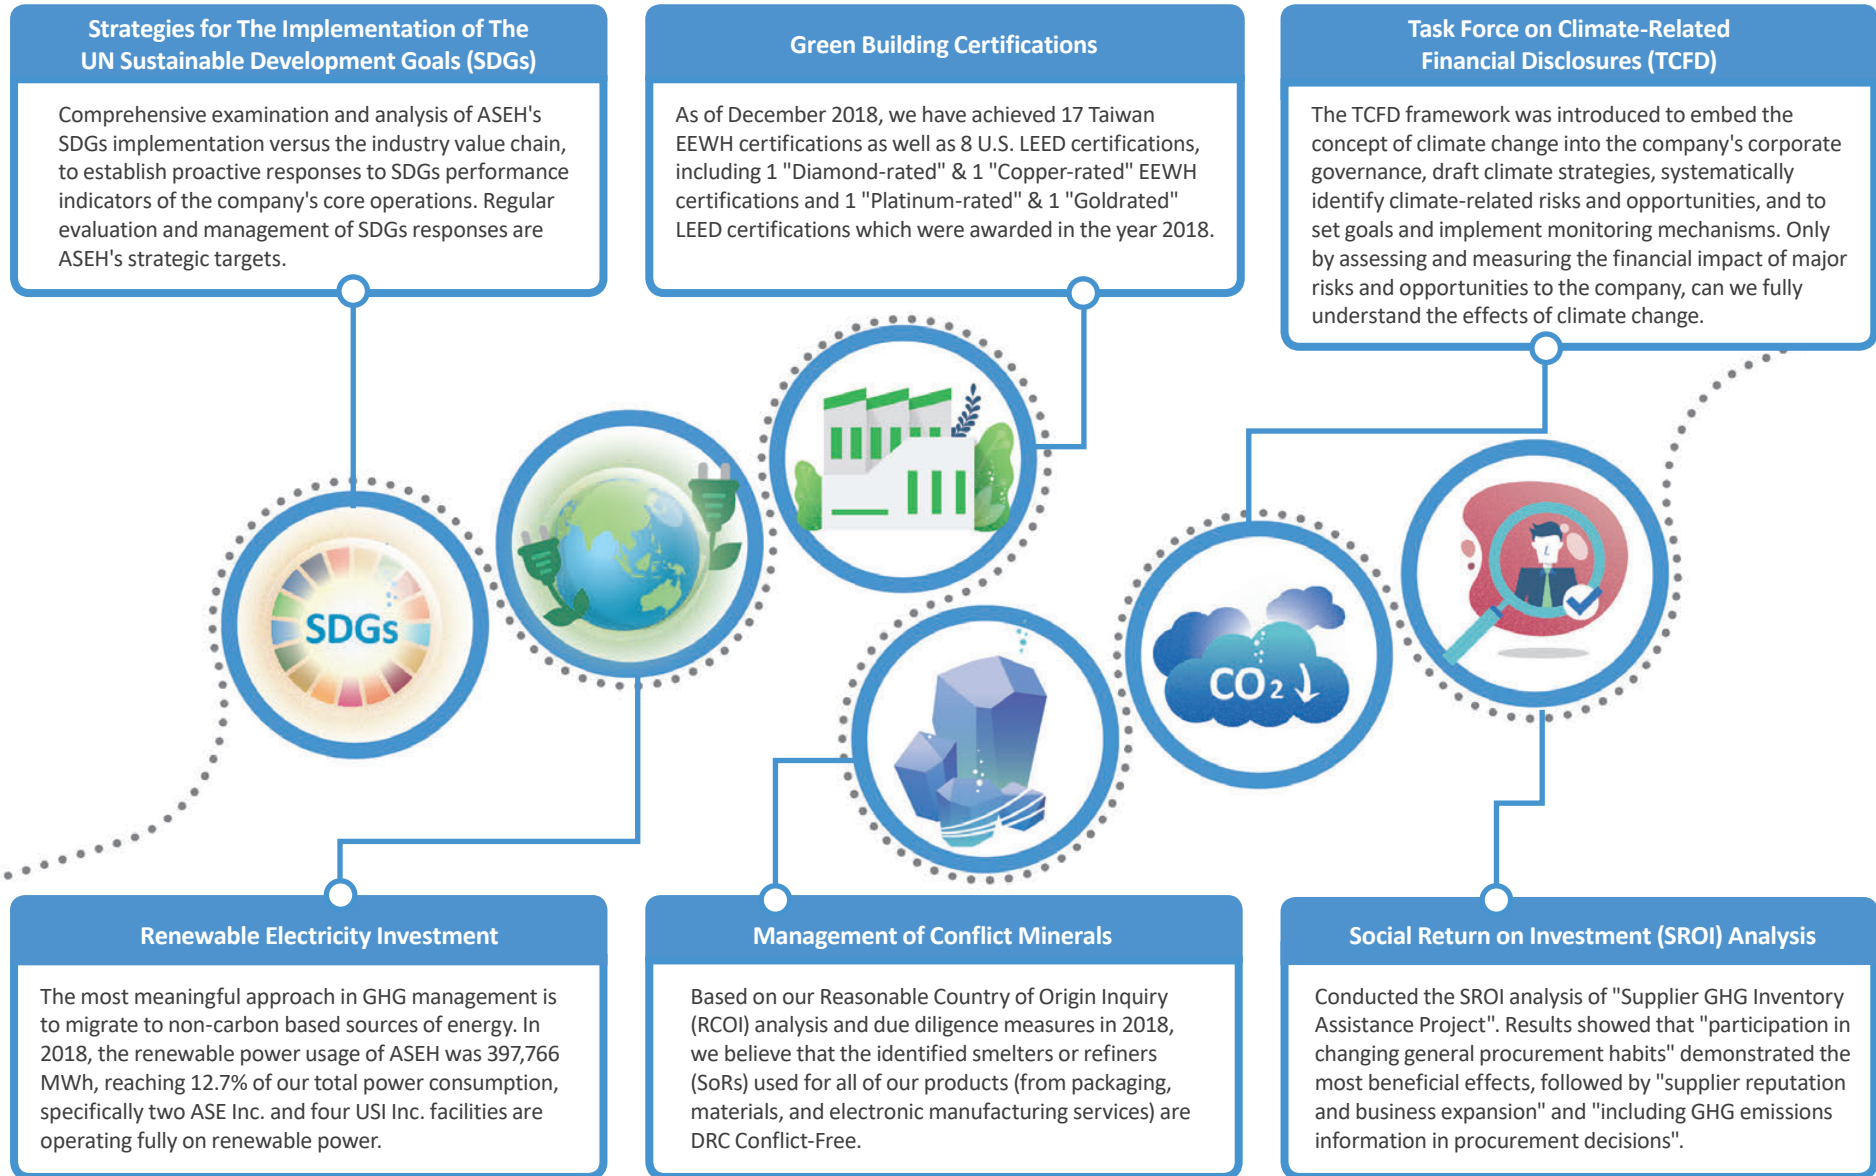 Strategies for The Implementation of The
UN Sustainable Development Goals (SDGs)
Comprehensive examination and analysis of ASEH's
SDGs implementation versus the industry value chain,
to establish proactive responses to SDGs performance
indicators of the company's core operations. Regular
evaluation and management of SDGs responses are
ASEH's strategic targets.
Green Building Certifications
As of December 2018, we have achieved 17 Taiwan
EEWH certifications as well as 8 U.S. LEED certifications,
including 1 "Diamond-rated" & 1 "Copper-rated" EEWH
certifications and 1 "Platinum-rated" & 1 "Goldrated"
LEED certifications which were awarded in the year 2018.
Task Force on Climate-Related
Financial Disclosures (TCFD)
The TCFD framework was introduced to embed the
concept of climate change into the company's corporate
governance, draft climate strategies, systematically
identify climate-related risks and opportunities, and to
set goals and implement monitoring mechanisms. Only
by assessing and measuring the financial impact of major
risks and opportunities to the company, can we fully
understand the effects of climate change.
SDGs
CO2
Renewable Electricity Investment
The most meaningful approach in GHG management is
to migrate to non-carbon based sources of energy. In
2018, the renewable power usage of ASEH was 397,766
MWh, reaching 12.7% of our total power consumption,
specifically two ASE Inc. and four USI Inc. facilities are
operating fully on renewable power.
Management of Conflict Minerals
Based on our Reasonable Country of Origin Inquiry
(RCOI) analysis and due diligence measures in 2018,
we believe that the identified smelters or refiners
(SoRs) used for all of our products (from packaging,
materials, and electronic manufacturing services) are
DRC Conflict-Free.
Social Return on Investment (SROI) Analysis
Conducted the SROI analysis of "Supplier GHG Inventory
Assistance Project". Results showed that "participation in
changing general procurement habits" demonstrated the
most beneficial effects, followed by "supplier reputation
and business expansion" and "including GHG emissions
information in procurement decisions".